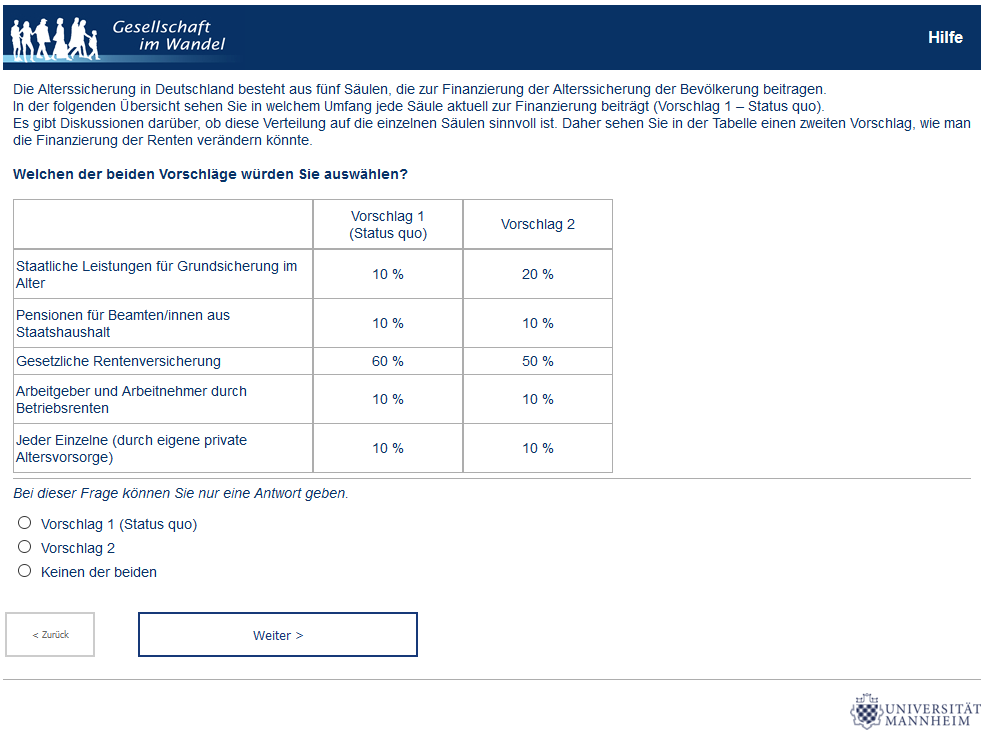 Gesellschaft
im Wandel
Hilfe
Die Alterssicherung in Deutschland besteht aus fünf Säulen, die zur Finanzierung der Alterssicherung der Bevölkerung beitragen.
In der folgenden Übersicht sehen Sie in welchem Umfang jede Säule aktuell zur Finanzierung beiträgt (Vorschlag 1 – Status quo).
Es gibt Diskussionen darüber, ob diese Verteilung auf die einzelnen Säulen sinnvoll ist. Daher sehen Sie in der Tabelle einen zweiten Vorschlag, wie man
die Finanzierung der Renten verändern könnte.
Welchen der beiden Vorschläge würden Sie auswählen?
Vorschlag 1
(Status quo)
Vorschlag 2
Staatliche Leistungen für Grundsicherung im
Alter
10 %
20 %
Pensionen für Beamten/innen aus
Staatshaushalt
10 %
10 %
Gesetzliche Rentenversicherung
60 %
50 %
Arbeitgeber und Arbeitnehmer durch
Betriebsrenten
10 %
10 %
Jeder Einzelne (durch eigene private
Altersvorsorge)
10 %
10 %
Bei dieser Frage können Sie nur eine Antwort geben.
Vorschlag 1 (Status quo)
Vorschlag 2
Keinen der beiden
< Zurück
Weiter >
UNIVERSITÄT
MANNHEIM